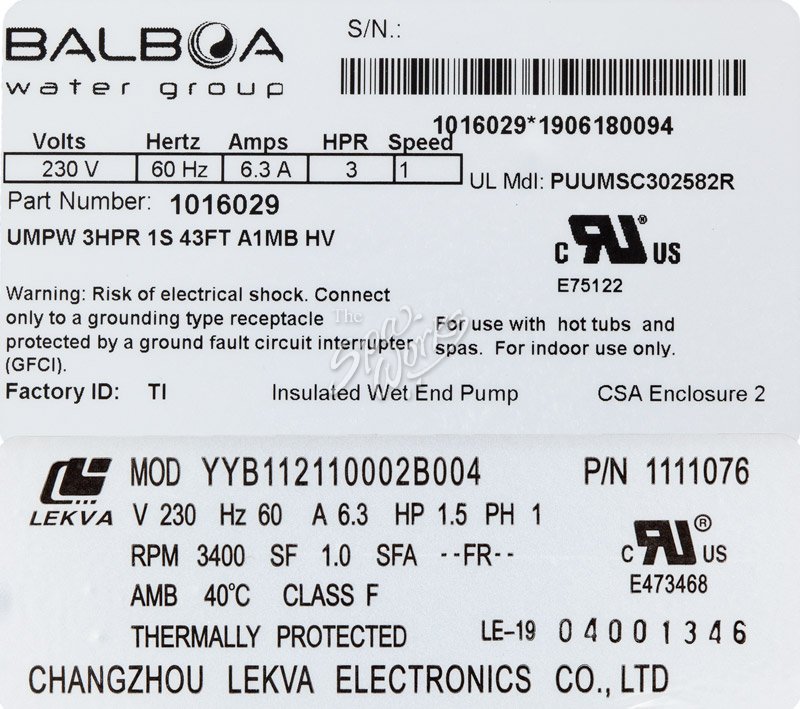 BALBOA
water group
S/N.:
1016029*1906180094
Volts Hertz Amps HPR Speed
230 V 60 Hz 6.3 A 3 1
UL Mdl: PUUMSC302582R
Part Number: 1016029
UMPW 3HPR 1S 43FT A1MB HV
C RU® US
E75122
Warning: Risk of electrical shock. Connect
only to a grounding type receptacle
protected by a ground fault circuit interrupter
(GFCI).
For use with hot tubs and
spas. For indoor use only.
The
Spa
Works
Factory ID: TI Insulated Wet End Pump CSA Enclosure 2
LEKVA
MOD YYB112110002B004 P/N 1111076
V 230 Hz 60 A 6.3 HP 1.5 PH 1
RPM 3400 SF 1.0 SFA --FR--
C RU® US
E473468
AMB 40°C CLASS F
THERMALLY PROTECTED LE-19 04001346
CHANGZHOU LEKVA ELECTRONICS CO., LTD